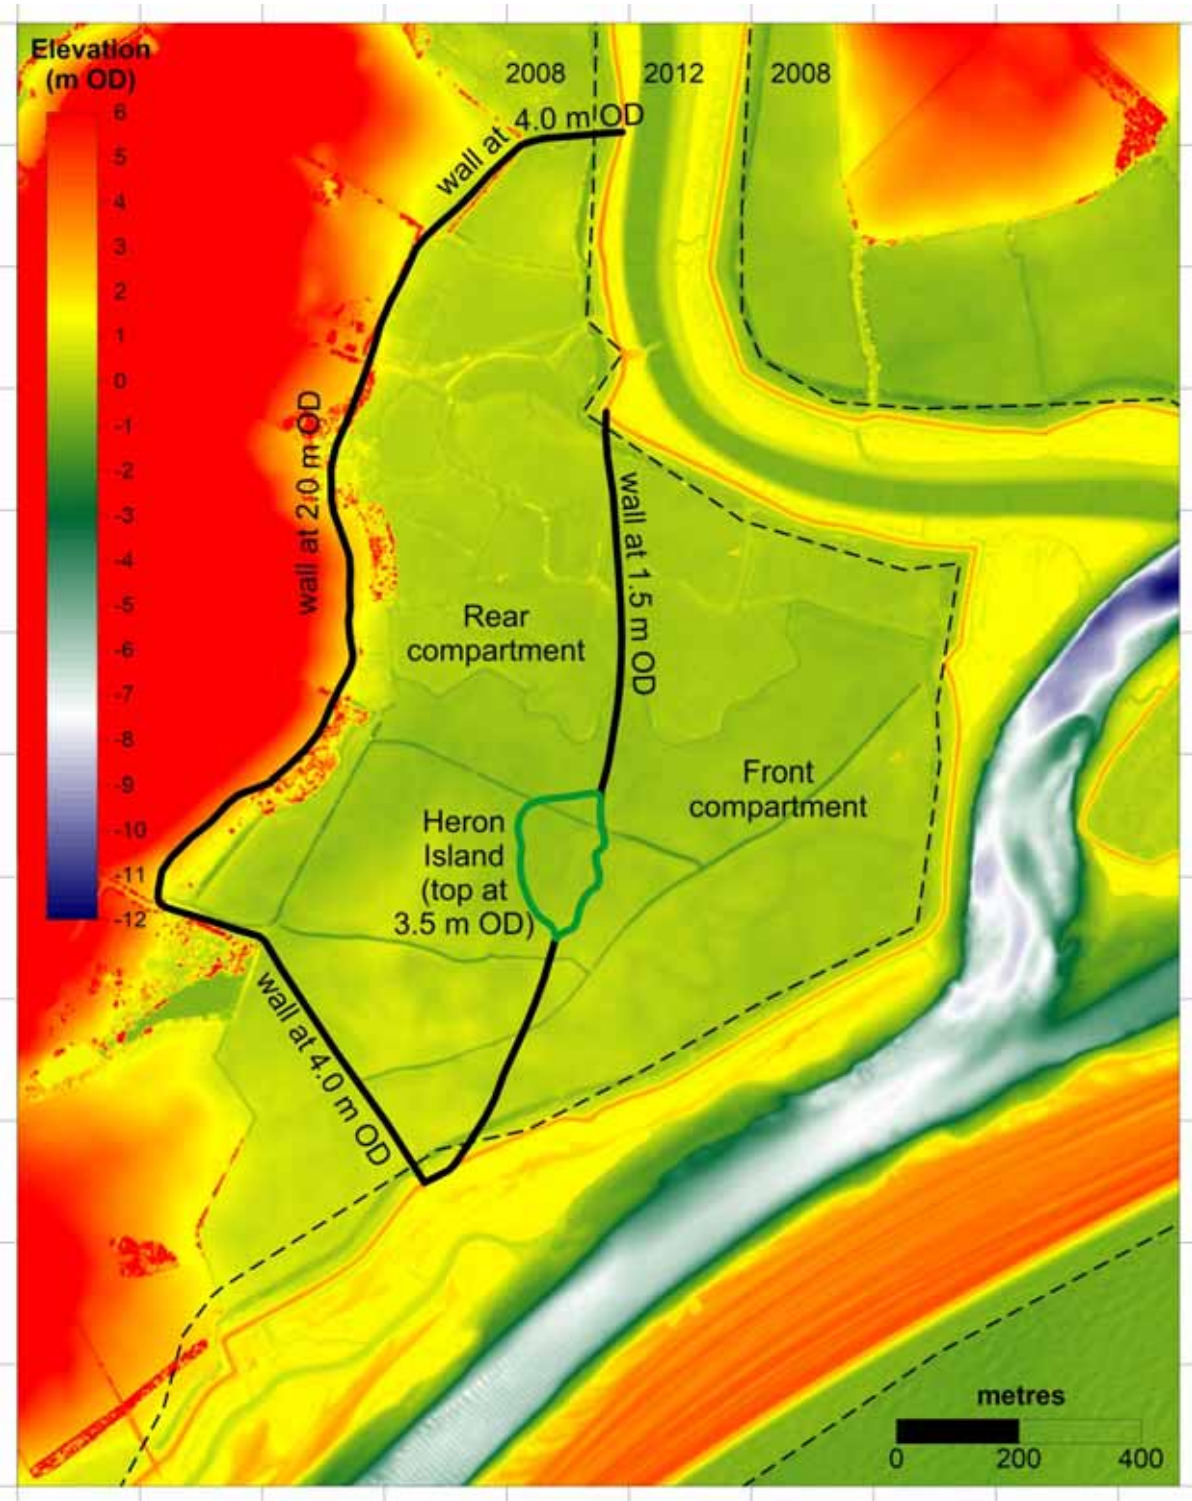 Elevation
(m OD)
6
5
4
3
2
1
0
-1
-2
-3
-4
-5
-6
-7
-8
-9
-10
-11
-12
2008
2012
2008
wall at 4.0 m OD
wall at 2.0 m OD
wall at 1.5 m OD
Rear
compartment
Front
compartment
Heron
Island
(top at
3.5 m OD)
wall at 4.0 m OD
metres
0 200 400